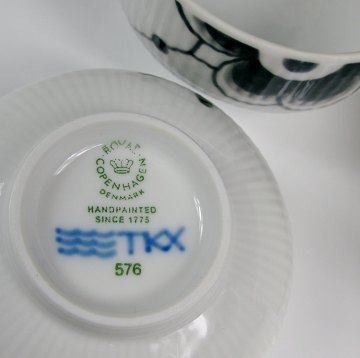 ROYAL
COPENHAGEN
DENMARK
HANDPAINTED
SINCE 1775
TKX
576